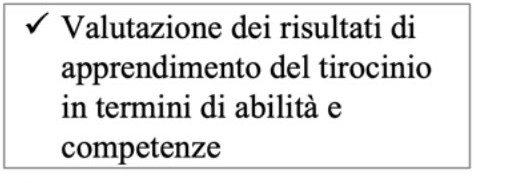 ✓ Valutazione dei risultati di
apprendimento del tirocinio
in termini di abilità e
competenze